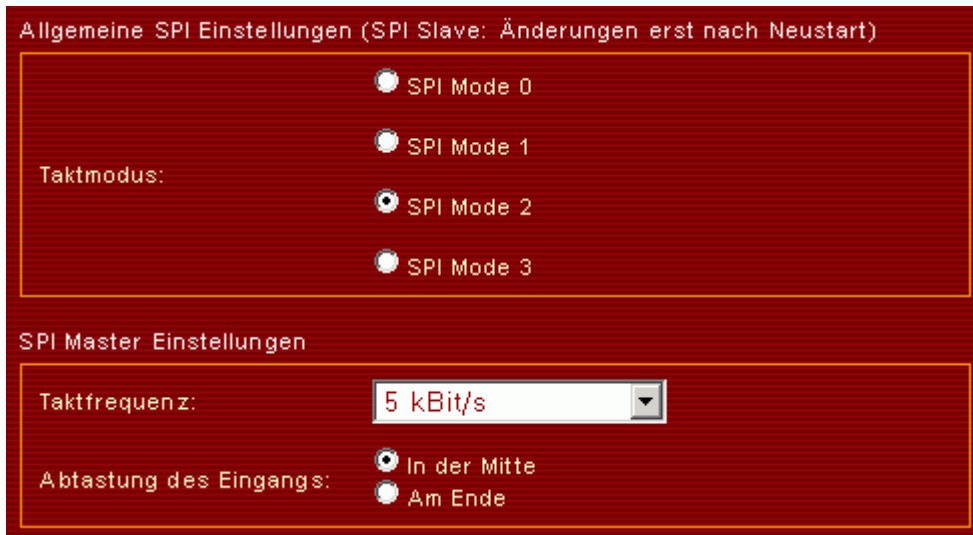 Allgemeine SPI Einstellungen (SPI Slave: Änderungen erst nach Neustart)
SPI Mode 0
SPI Mode 1
Taktmodus:
SPI Mode 2
SPI Mode 3
SPI Master Einstellungen
Taktfrequenz: 5 kBit/s
In der Mitte
Abtastung des Eingangs:
Am Ende